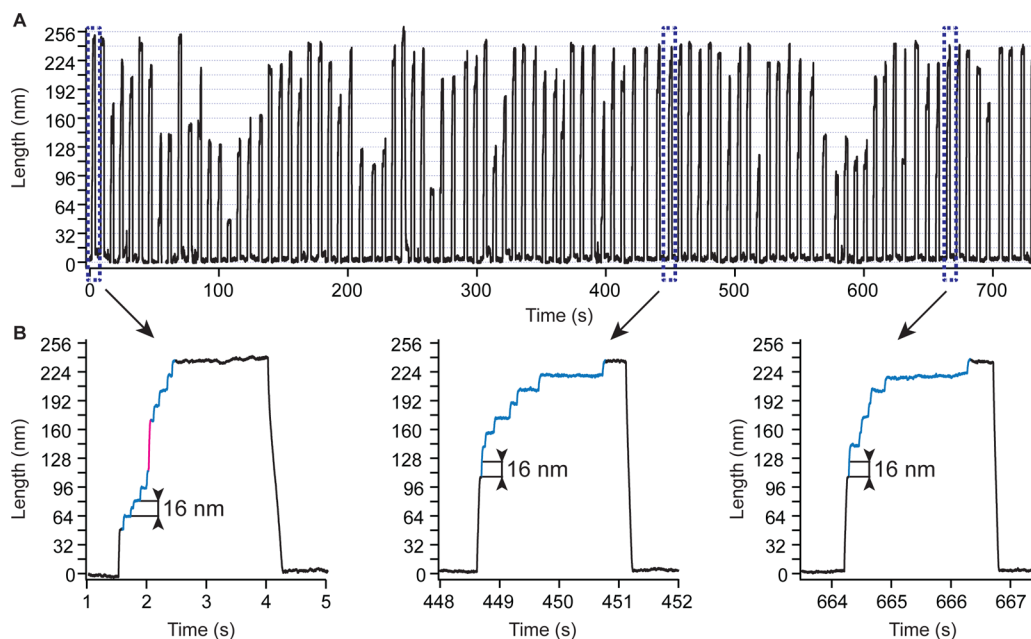 A
Length (nm)
256
224
192
160
128
96
64
32
0
0 100 200 300 400 500 600 700
Time (s)
B
Length (nm)
256
224
192
160
128
96
64
32
0
16 nm
1 2 3 4 5
Time (s)
Length (nm)
256
224
192
160
128
96
64
32
0
16 nm
448 449 450 451 452
Time (s)
Length (nm)
256
224
192
160
128
96
64
32
0
16 nm
664 665 666 667
Time (s)